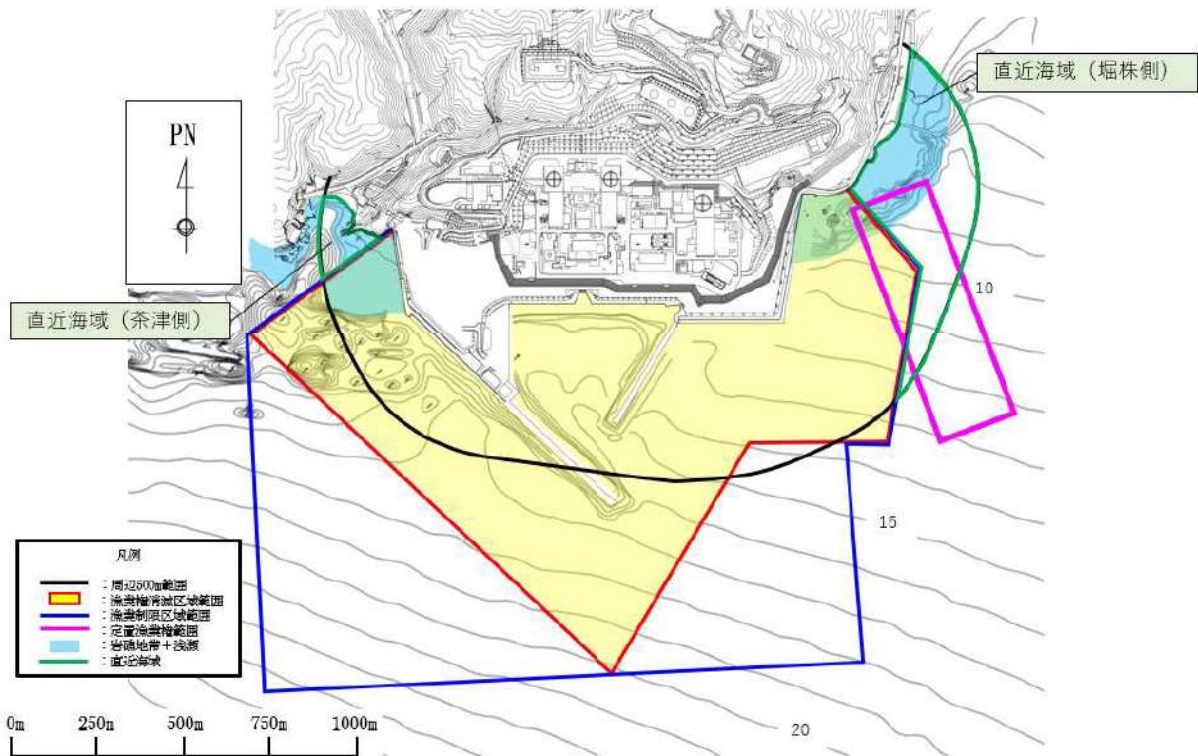 直近海域（堀株側）
PN
10
直近海域（茶津側）
15
凡例
：周辺500m範囲
：漁業権消滅区域範囲
：漁業制限区域範囲
：定置漁業権範囲
：岩礁地帯＋浅瀬
：直近海域
0m 250m 500m 750m 1000m
20